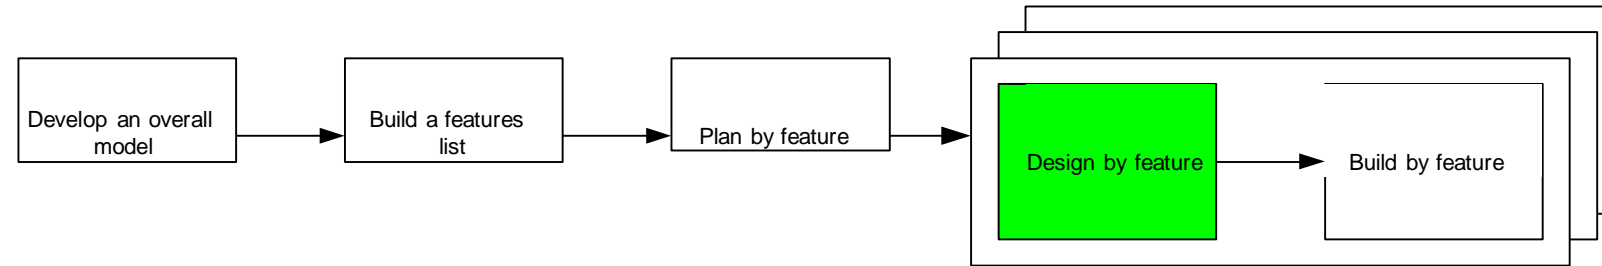 Develop an overall
model
Build a features
list
Plan by feature
Design by feature
Build by feature